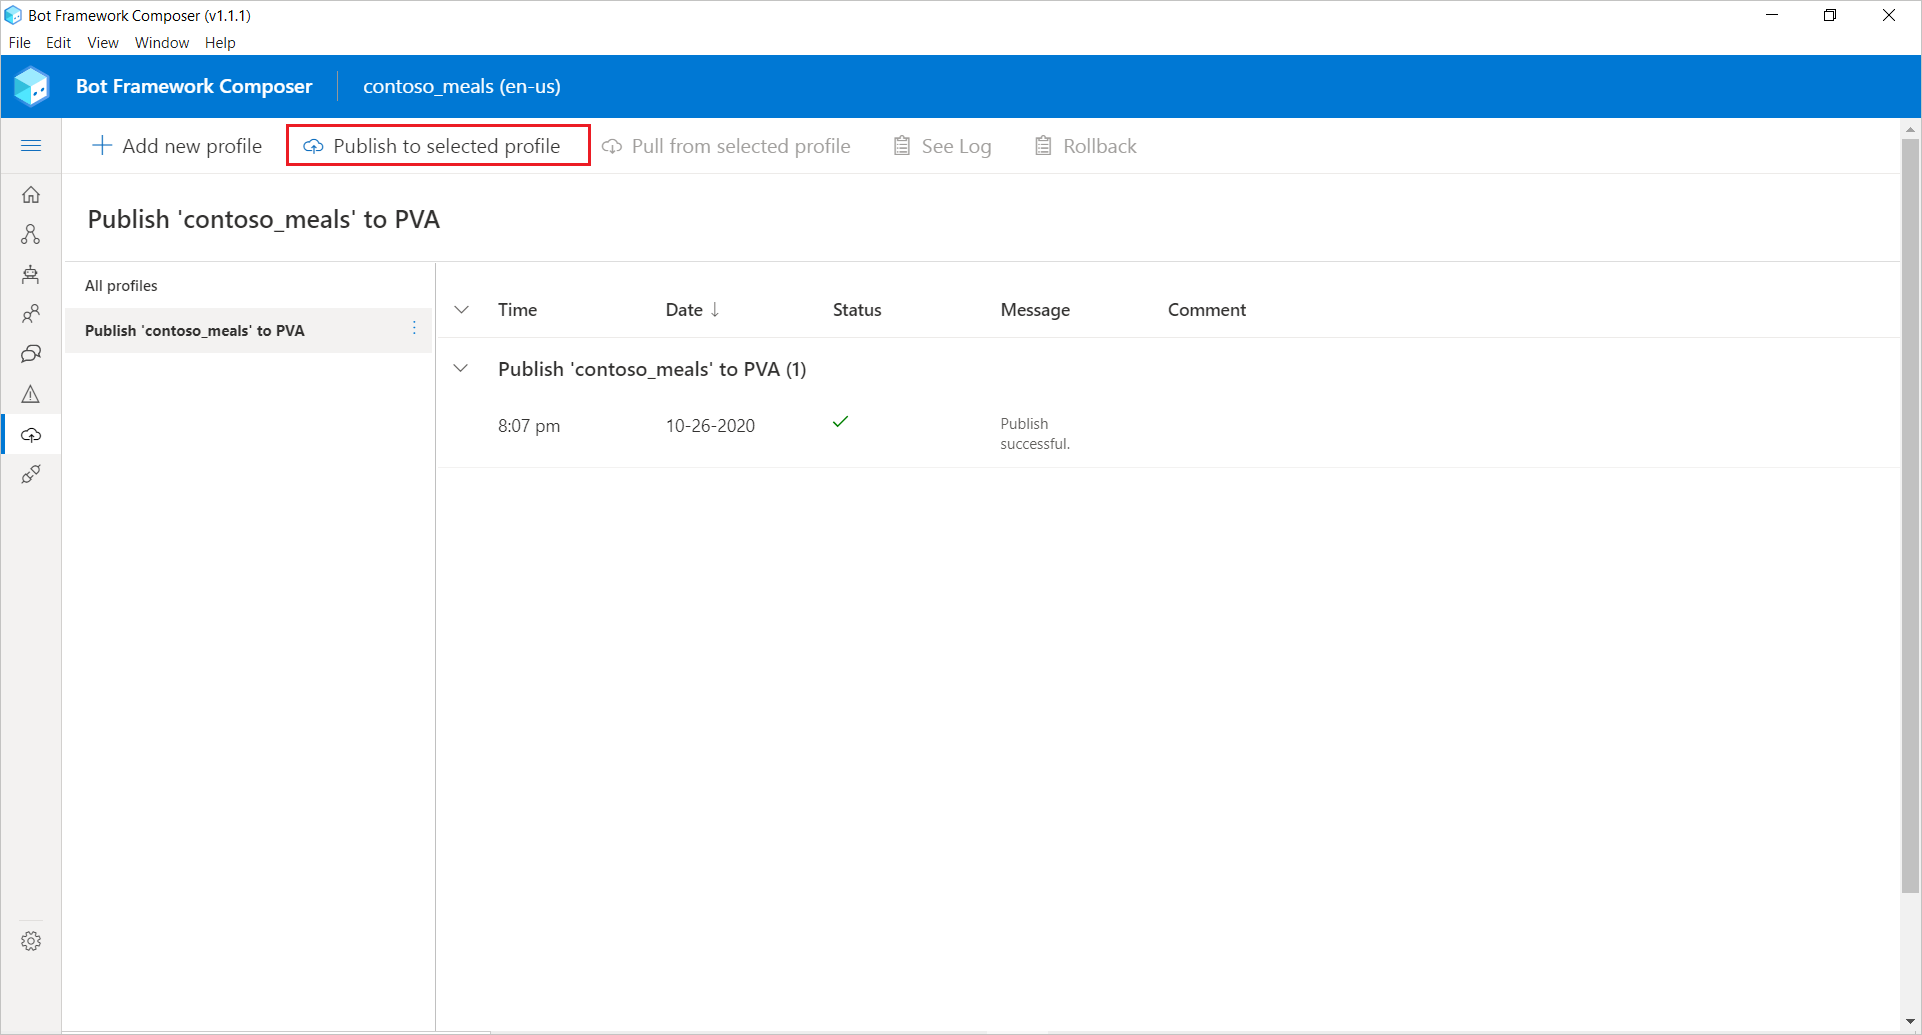 Bot Framework Composer (v1.1.1)
File Edit View Window Help
Bot Framework Composer contoso_meals (en-us)
Add new profile Publish to selected profile Pull from selected profile See Log Rollback
Publish 'contoso_meals' to PVA
All profiles
Publish 'contoso_meals' to PVA
Time Date ↓ Status Message Comment
Publish 'contoso_meals' to PVA (1)
8:07 pm 10-26-2020 Publish
successful.